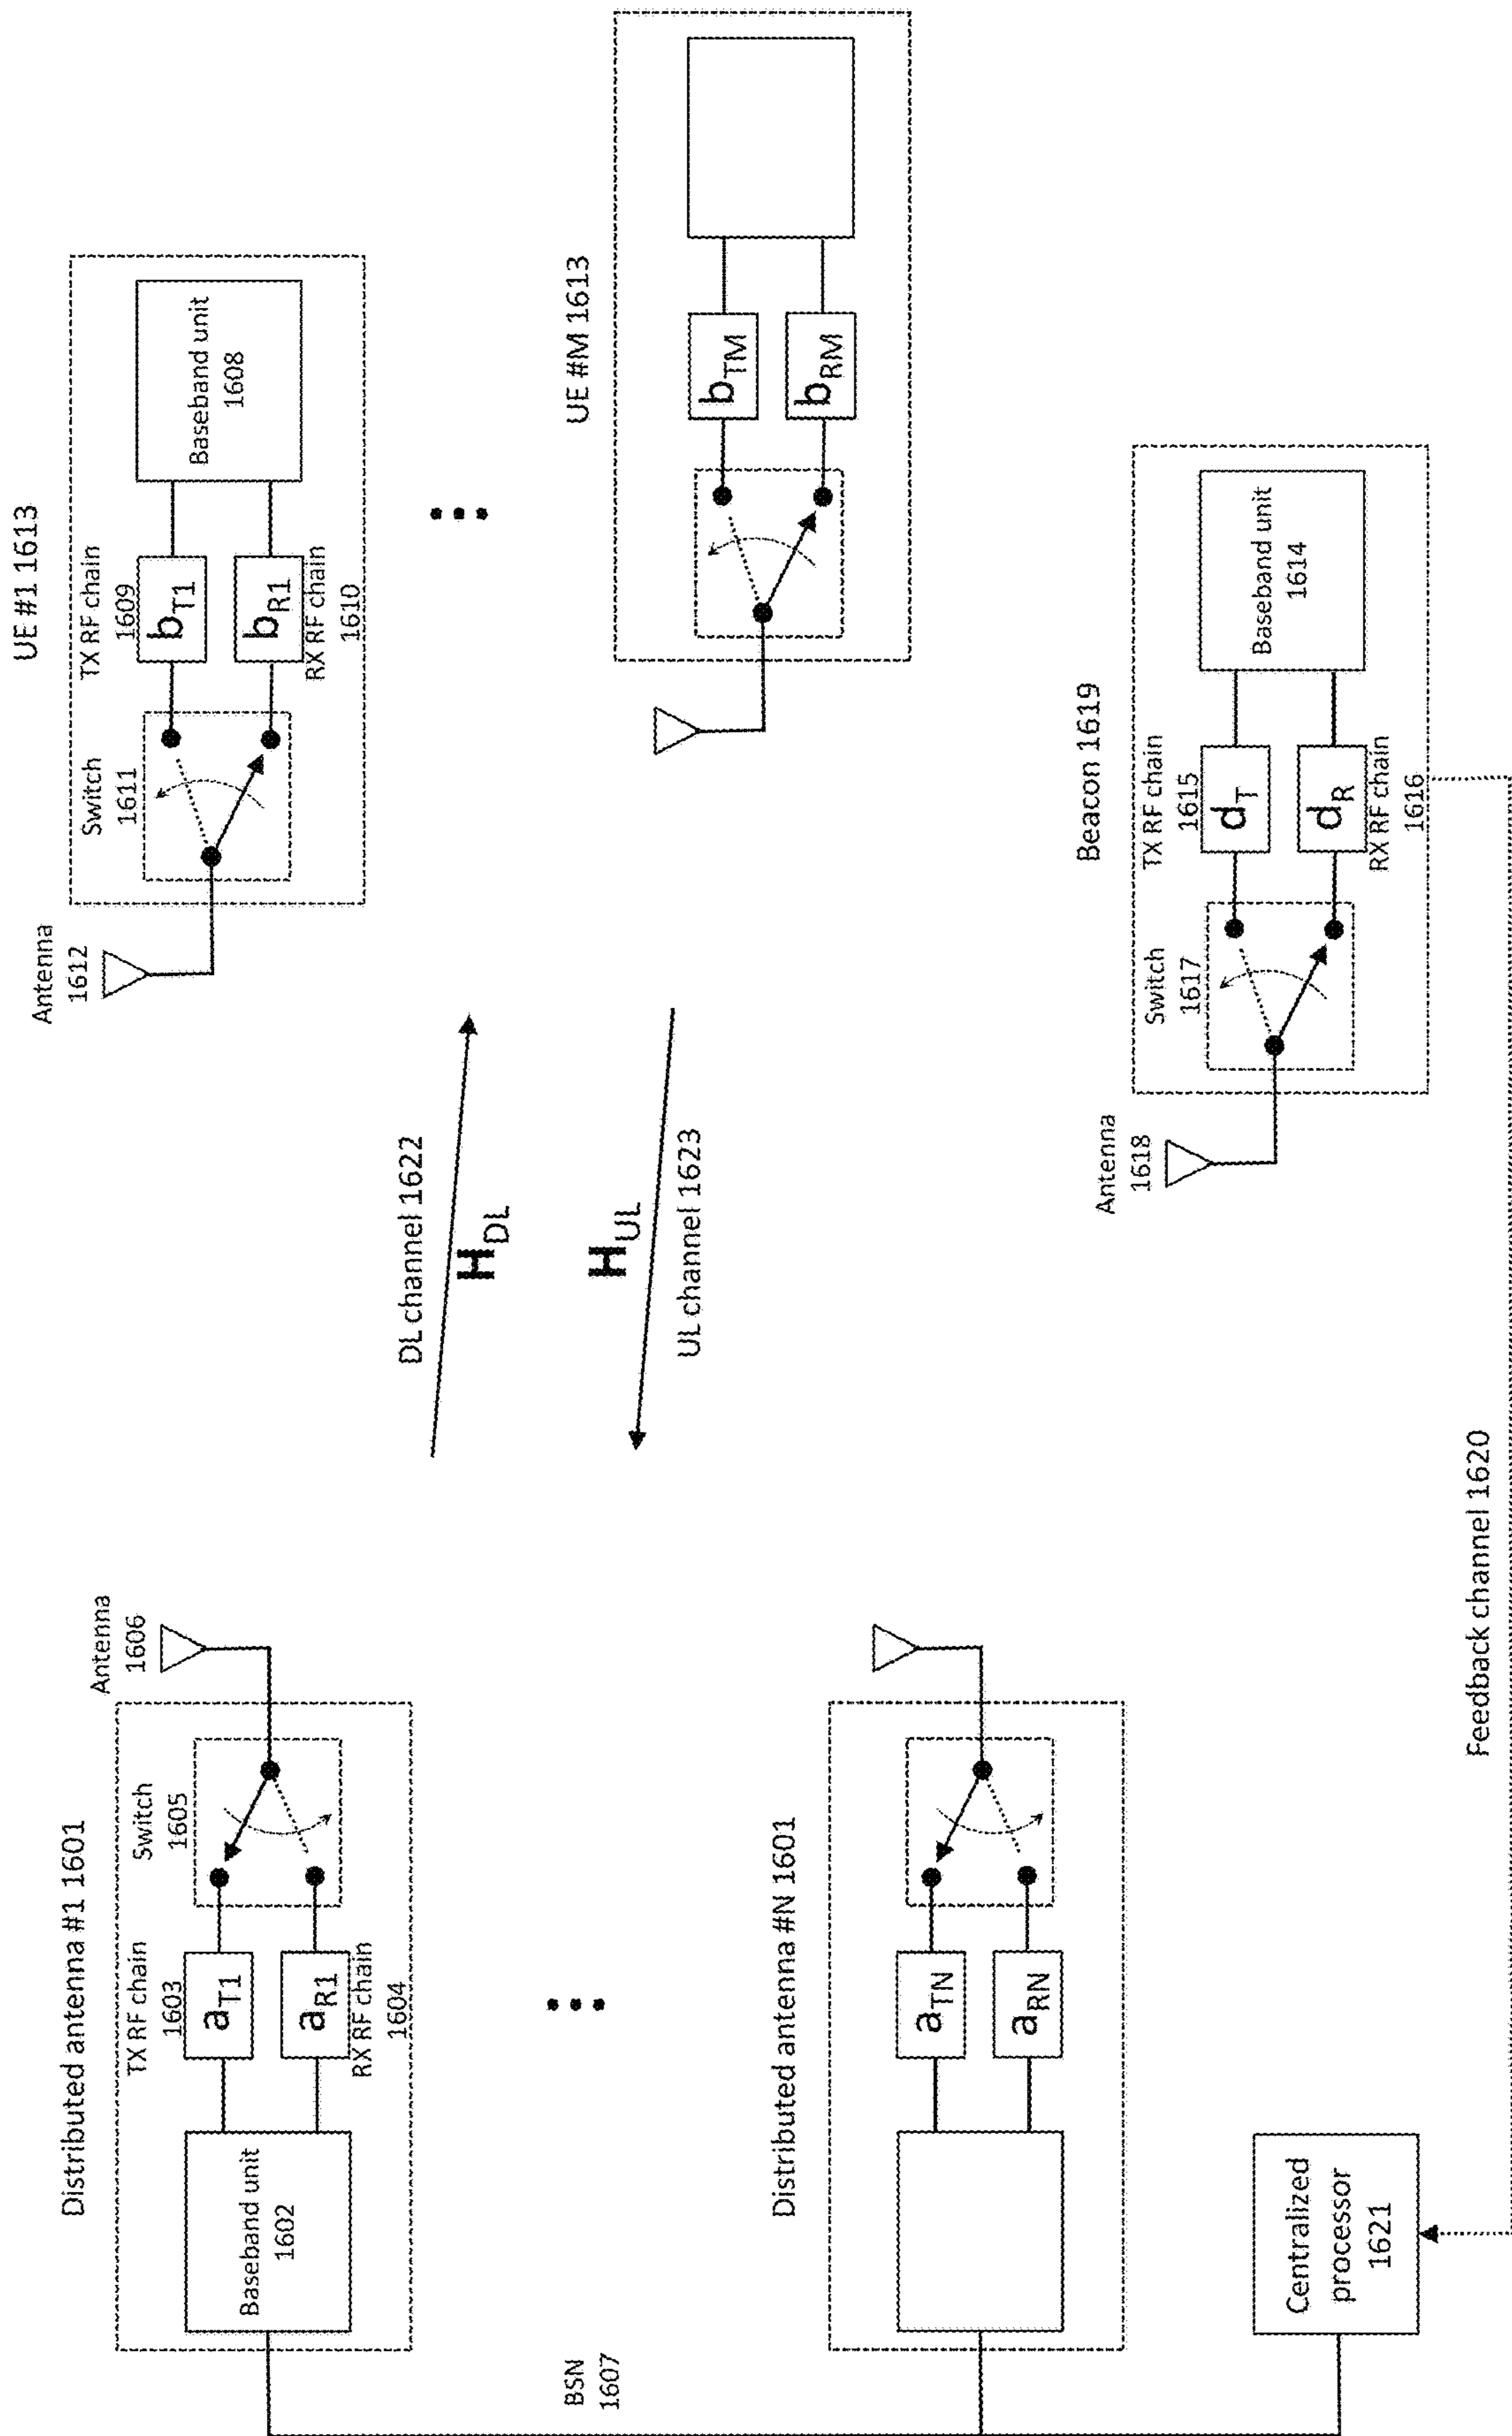 Distributed antenna #1 1601
TX RF chain
1603
Switch
1605
Antenna
1606
Baseband unit
1602
a_T1
a_R1
RX RF chain
1604
BSN
1607
Distributed antenna #N 1601
a_TN
a_RN
Centralized
processor
1621
DL channel 1622
H_DL
H_UL
UL channel 1623
Feedback channel 1620
UE #1 1613
Antenna
1612
Switch
1611
TX RF chain
1609
b_T1
b_R1
RX RF chain
1610
Baseband unit
1608
UE #M 1613
b_TM
b_RM
Beacon 1619
Antenna
1618
Switch
1617
TX RF chain
1615
d_T
d_R
RX RF chain
1616
Baseband unit
1614